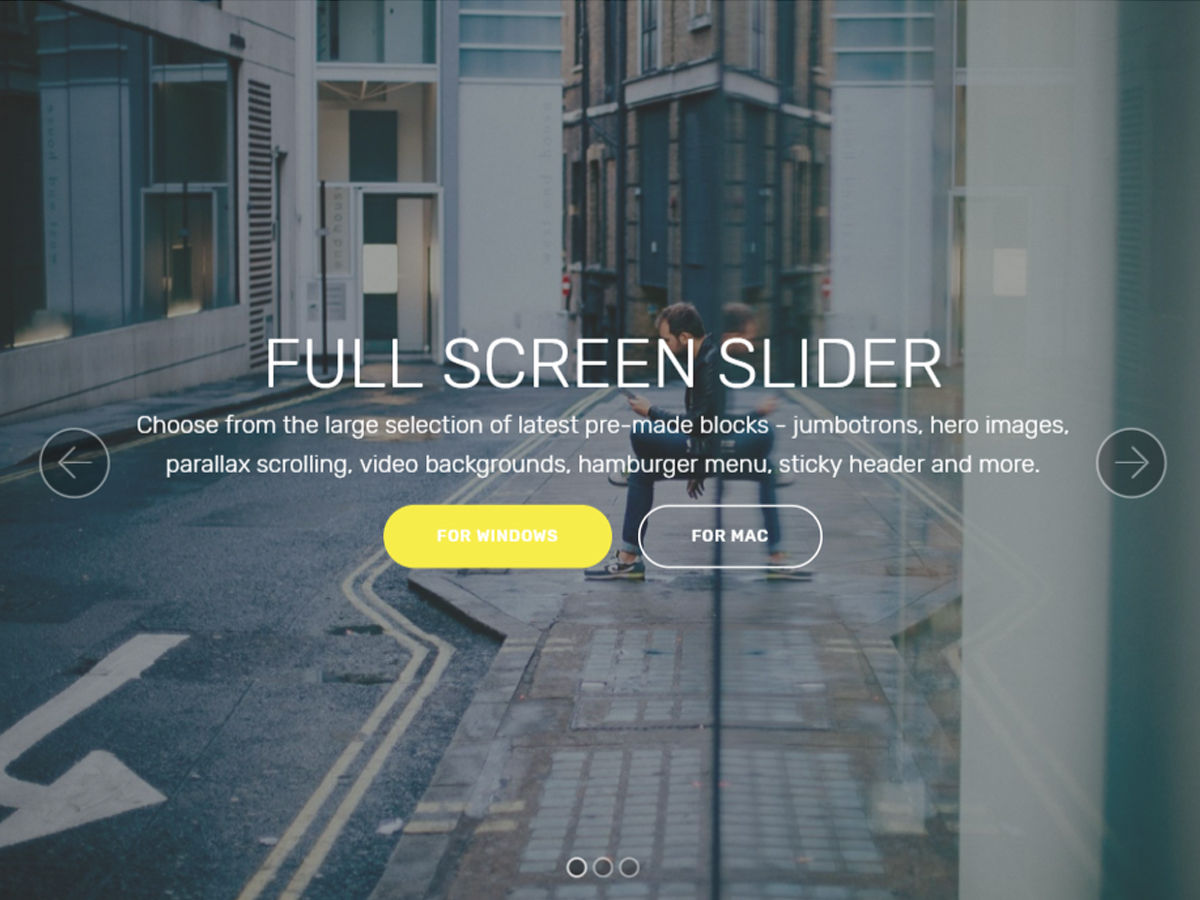 FULL SCREEN SLIDER
Choose from the large selection of latest pre-made blocks - jumbotrons, hero images,
parallax scrolling, video backgrounds, hamburger menu, sticky header and more.
FOR WINDOWS
FOR MAC